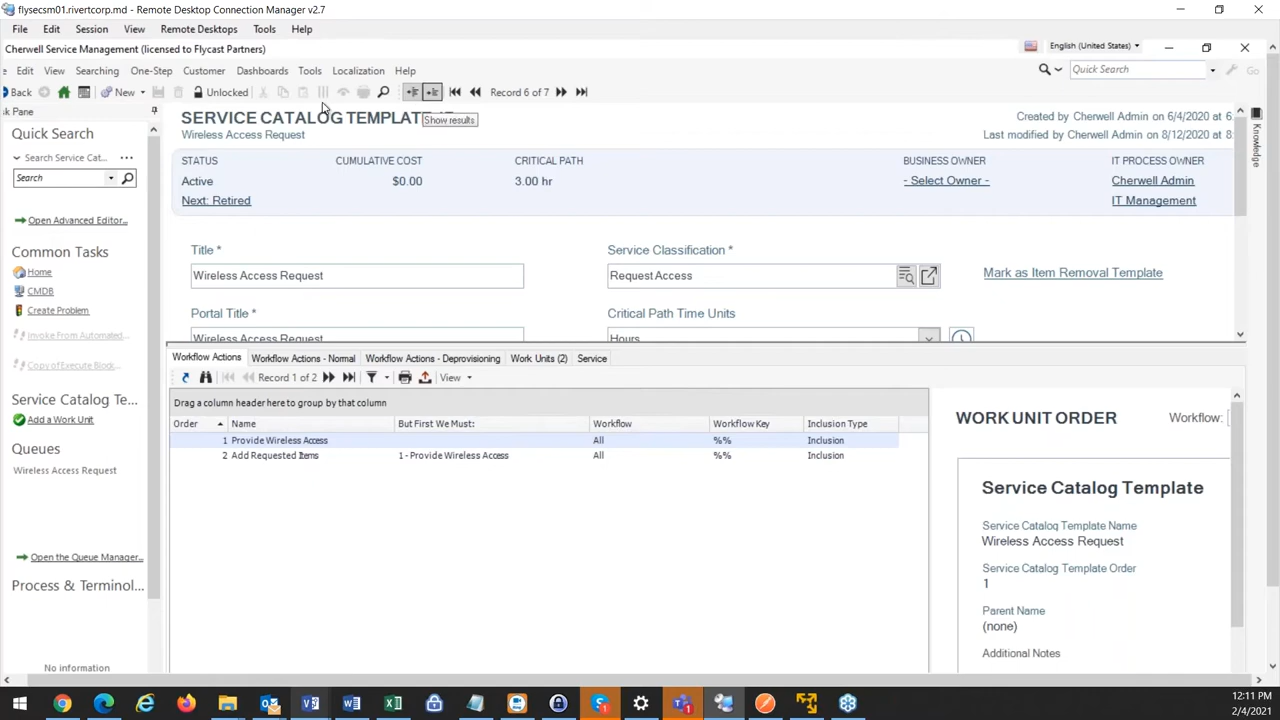 flysecsm01.rivertcorp.md - Remote Desktop Connection Manager v2.7
File Edit Session View Remote Desktops Tools Help
Cherwell Service Management (licensed to Flycast Partners) English (United States)
Edit View Searching One-Step Customer Dashboards Tools Localization Help Quick Search Go
Back New Unlocked Record 6 of 7
Show results
sk Pane
Quick Search
Search Service Cat...
Search
Open Advanced Editor...
Common Tasks
Home
CMDB
Create Problem
Invoke From Automated...
Copy of Execute Block...
Service Catalog Te...
Add a Work Unit
Queues
Wireless Access Request
Open the Queue Manager...
Process & Terminol...
No information
SERVICE CATALOG TEMPLATE
Wireless Access Request
Created by Cherwell Admin on 6/4/2020 at 6:
Last modified by Cherwell Admin on 8/12/2020 at 8:
STATUS CUMULATIVE COST CRITICAL PATH BUSINESS OWNER IT PROCESS OWNER
Active $0.00 3.00 hr - Select Owner - Cherwell Admin
Next: Retired IT Management
Title * Service Classification *
Wireless Access Request Request Access Mark as Item Removal Template
Portal Title * Critical Path Time Units
Wireless Access Request Hours
Workflow Actions Workflow Actions - Normal Workflow Actions - Deprovisioning Work Units (2) Service
Record 1 of 2 View
Drag a column header here to group by that column
Order Name But First We Must: Workflow Workflow Key Inclusion Type
1 Provide Wireless Access All %% Inclusion
2 Add Requested Items 1 - Provide Wireless Access All %% Inclusion
WORK UNIT ORDER Workflow:
Service Catalog Template
Service Catalog Template Name
Wireless Access Request
Service Catalog Template Order
1
Parent Name
(none)
Additional Notes
Knowledge
12:11 PM
2/4/2021